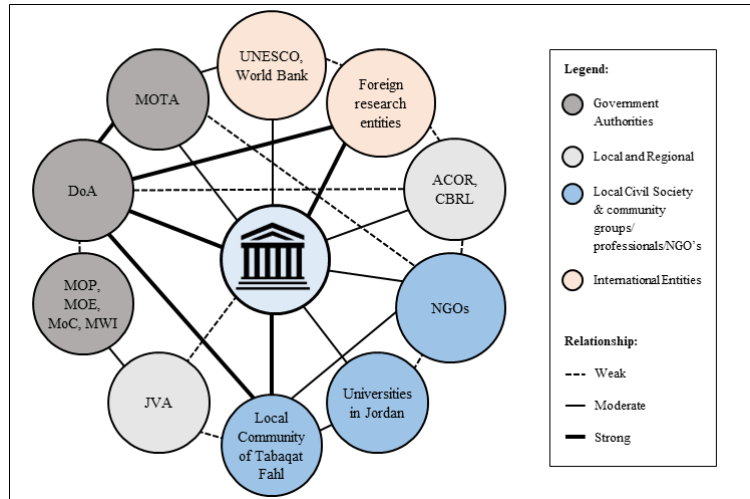 UNESCO,
World Bank
MOTA
Foreign
research
entities
DoA
ACOR,
CBRL
MOP,
MOE,
MoC, MWI
NGOs
JVA
Local
Community
of Tabaqat
Fahl
Universities
in Jordan
Legend:
Government
Authorities
Local and Regional
Local Civil Society
& community
groups/
professionals/NGO's
International Entities
Relationship:
Weak
Moderate
Strong